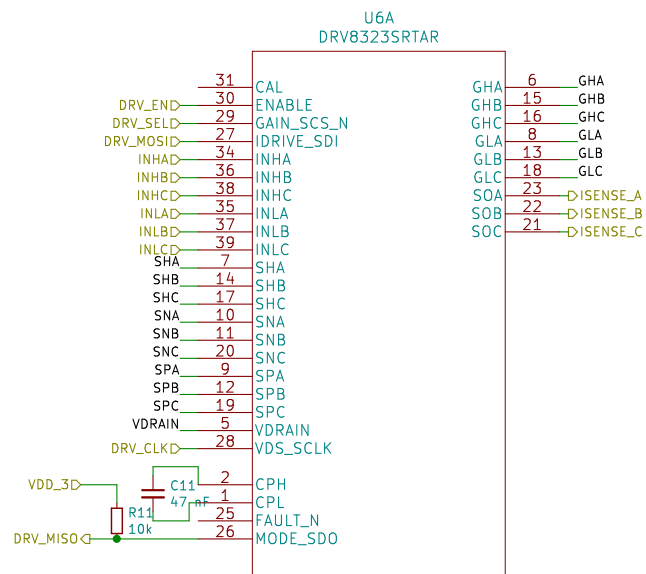 U6A
DRV8323SRTAR
31 CAL GHA 6 GHA
DRV_EN 30 ENABLE GHB 15 GHB
DRV_SEL 29 GAIN_SCS_N GHC 16 GHC
DRV_MOSI 27 IDRIVE_SDI GLA 8 GLA
INHA 34 INHA GLB 13 GLB
INHB 36 INHB GLC 18 GLC
INHC 38 INHC SOA 23 ISENSE_A
INLA 35 INLA SOB 22 ISENSE_B
INLB 37 INLB SOC 21 ISENSE_C
INLC 39 INLC
SHA 7 SHA
SHB 14 SHB
SHC 17 SHC
SNA 10 SNA
SNB 11 SNB
SNC 20 SNC
SPA 9 SPA
SPB 12 SPB
SPC 19 SPC
VDRAIN 5 VDRAIN
DRV_CLK 28 VDS_SCLK
VDD_3 C11 2 CPH
47 nF 1 CPL
R11 25 FAULT_N
10k
DRV_MISO 26 MODE_SDO